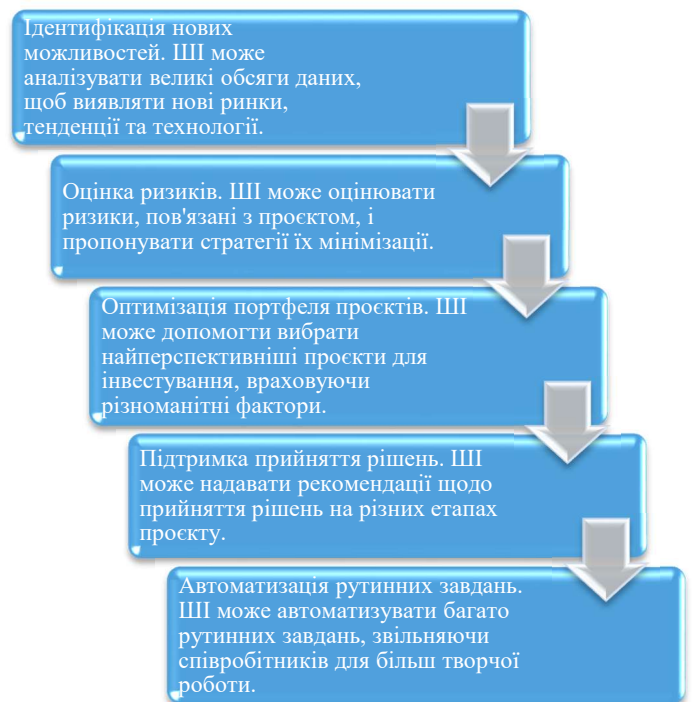 Ідентифікація нових
можливостей. ШІ може
аналізувати великі обсяги даних,
щоб виявляти нові ринки,
тенденції та технології.
Оцінка ризиків. ШІ може оцінювати
ризики, пов'язані з проєктом, і
пропонувати стратегії їх мінімізації.
Оптимізація портфеля проєктів. ШІ
може допомогти вибрати
найперспективніші проєкти для
інвестування, враховуючи
різноманітні фактори.
Підтримка прийняття рішень. ШІ
може надавати рекомендації щодо
прийняття рішень на різних етапах
проєкту.
Автоматизація рутинних завдань.
ШІ може автоматизувати багато
рутинних завдань, звільняючи
співробітників для більш творчої
роботи.